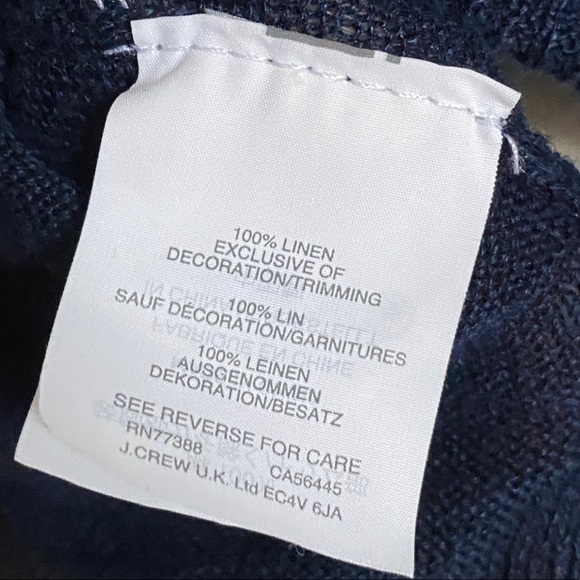 100% LINEN
EXCLUSIVE OF
DECORATION/TRIMMING
100% LIN
SAUF DÉCORATION/GARNITURES
100% LEINEN
AUSGENOMMEN
DEKORATION/BESATZ
SEE REVERSE FOR CARE
RN77388 CA56445
J.CREW U.K. Ltd EC4V 6JA